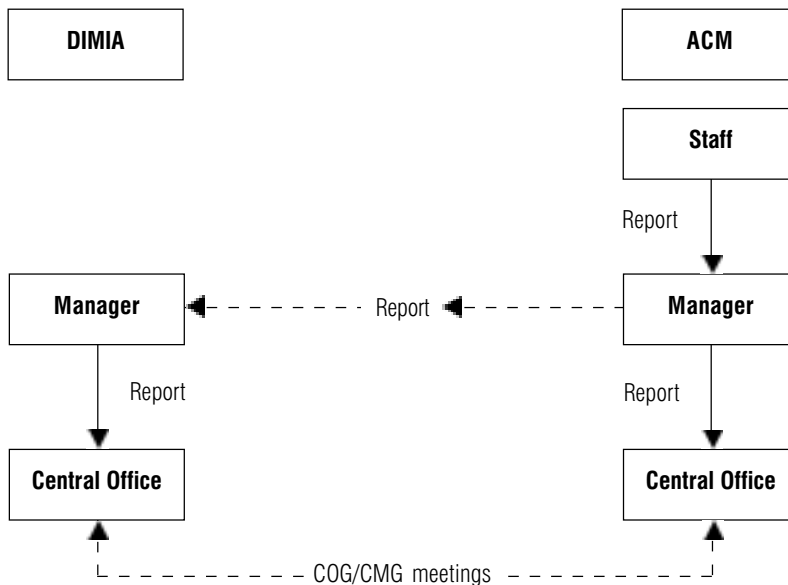 DIMIA
ACM
Staff
Report
Manager
Report
Manager
Report
Report
Central Office
Central Office
COG/CMG meetings